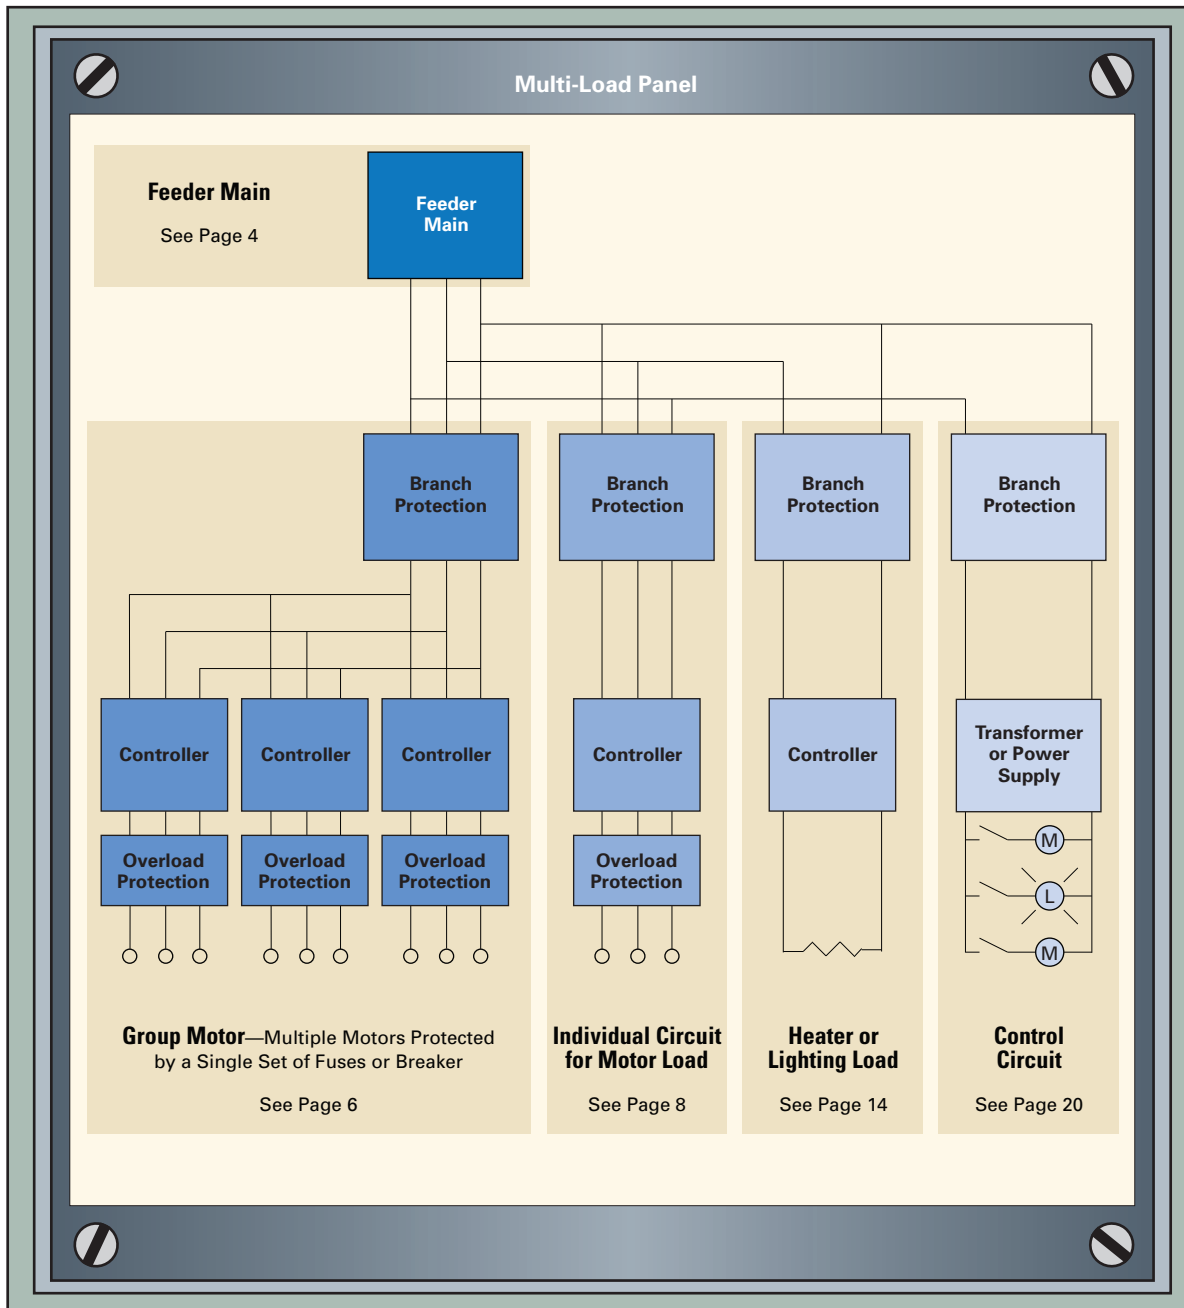 Multi-Load Panel
Feeder Main
See Page 4
Feeder
Main
Branch
Protection
Branch
Protection
Branch
Protection
Branch
Protection
Controller
Controller
Controller
Controller
Controller
Transformer
or Power
Supply
Overload
Protection
Overload
Protection
Overload
Protection
Overload
Protection
M
L
M
Group Motor—Multiple Motors Protected
by a Single Set of Fuses or Breaker
See Page 6
Individual Circuit
for Motor Load
See Page 8
Heater or
Lighting Load
See Page 14
Control
Circuit
See Page 20